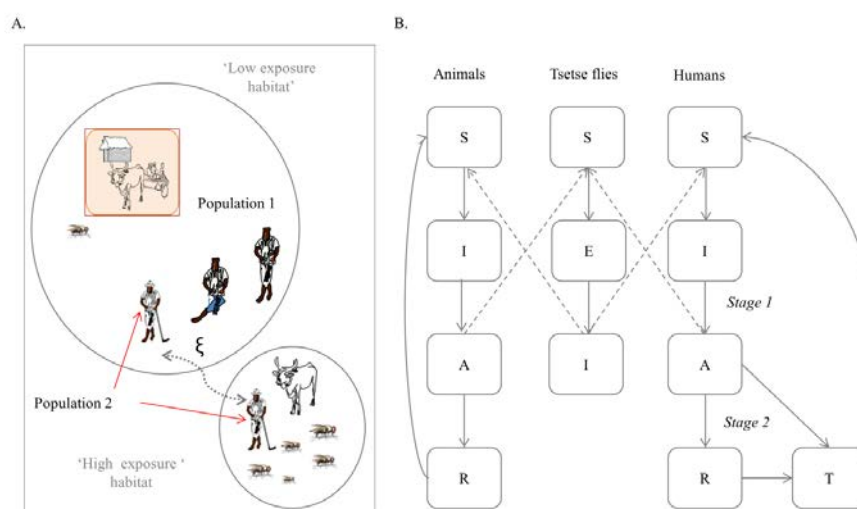 A.
'Low exposure
habitat'
Population 1
ξ
Population 2
'High exposure '
habitat
B.
Animals
Tsetse flies
Humans
S
S
S
I
E
I
Stage 1
A
I
A
Stage 2
R
R
T